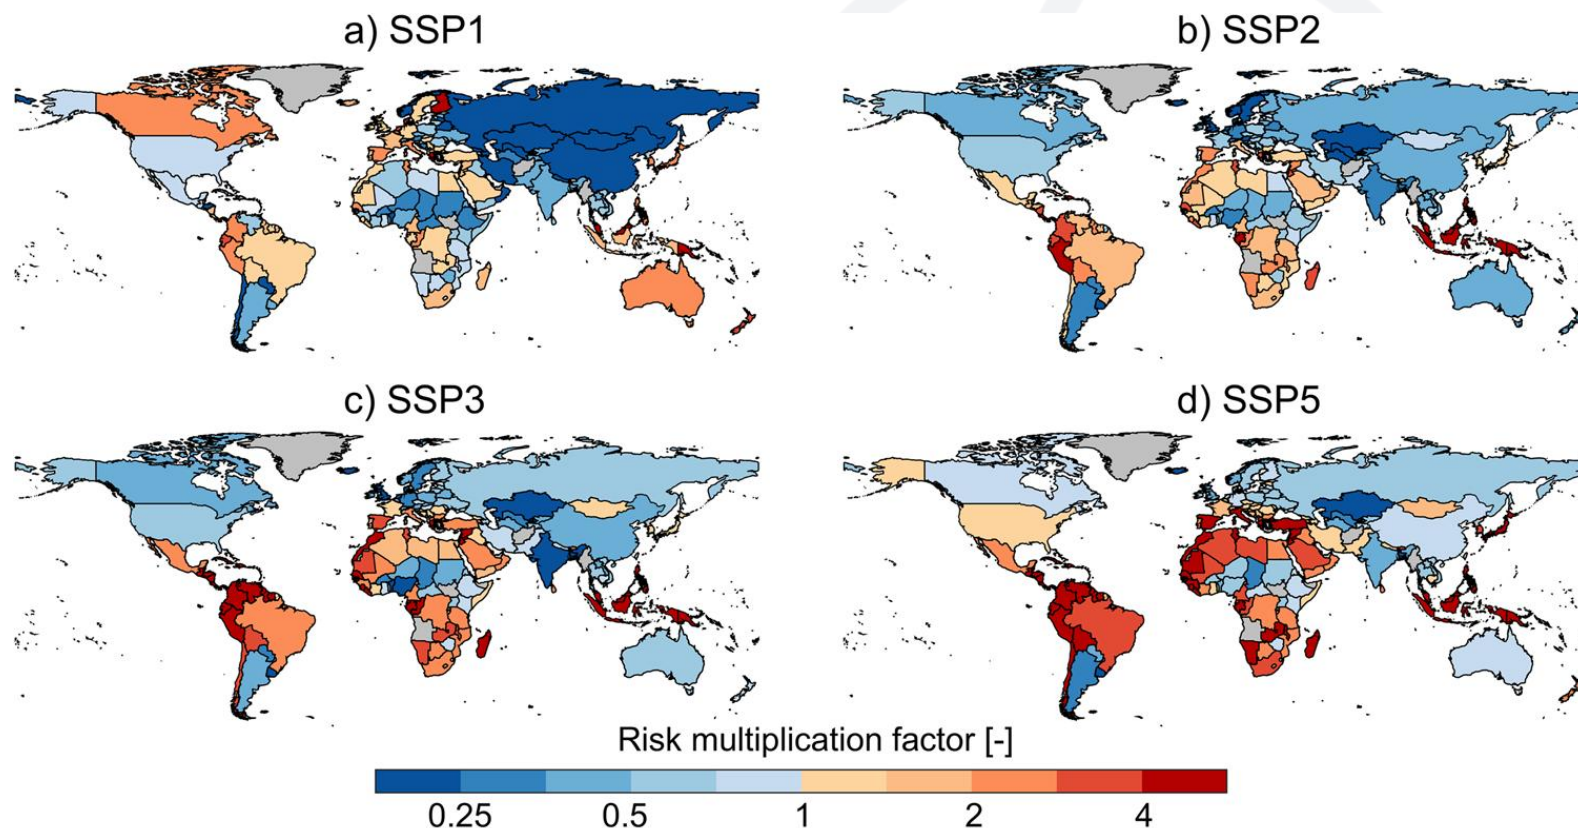 a) SSP1
b) SSP2
c) SSP3
d) SSP5
Risk multiplication factor [-]
0.25 0.5 1 2 4